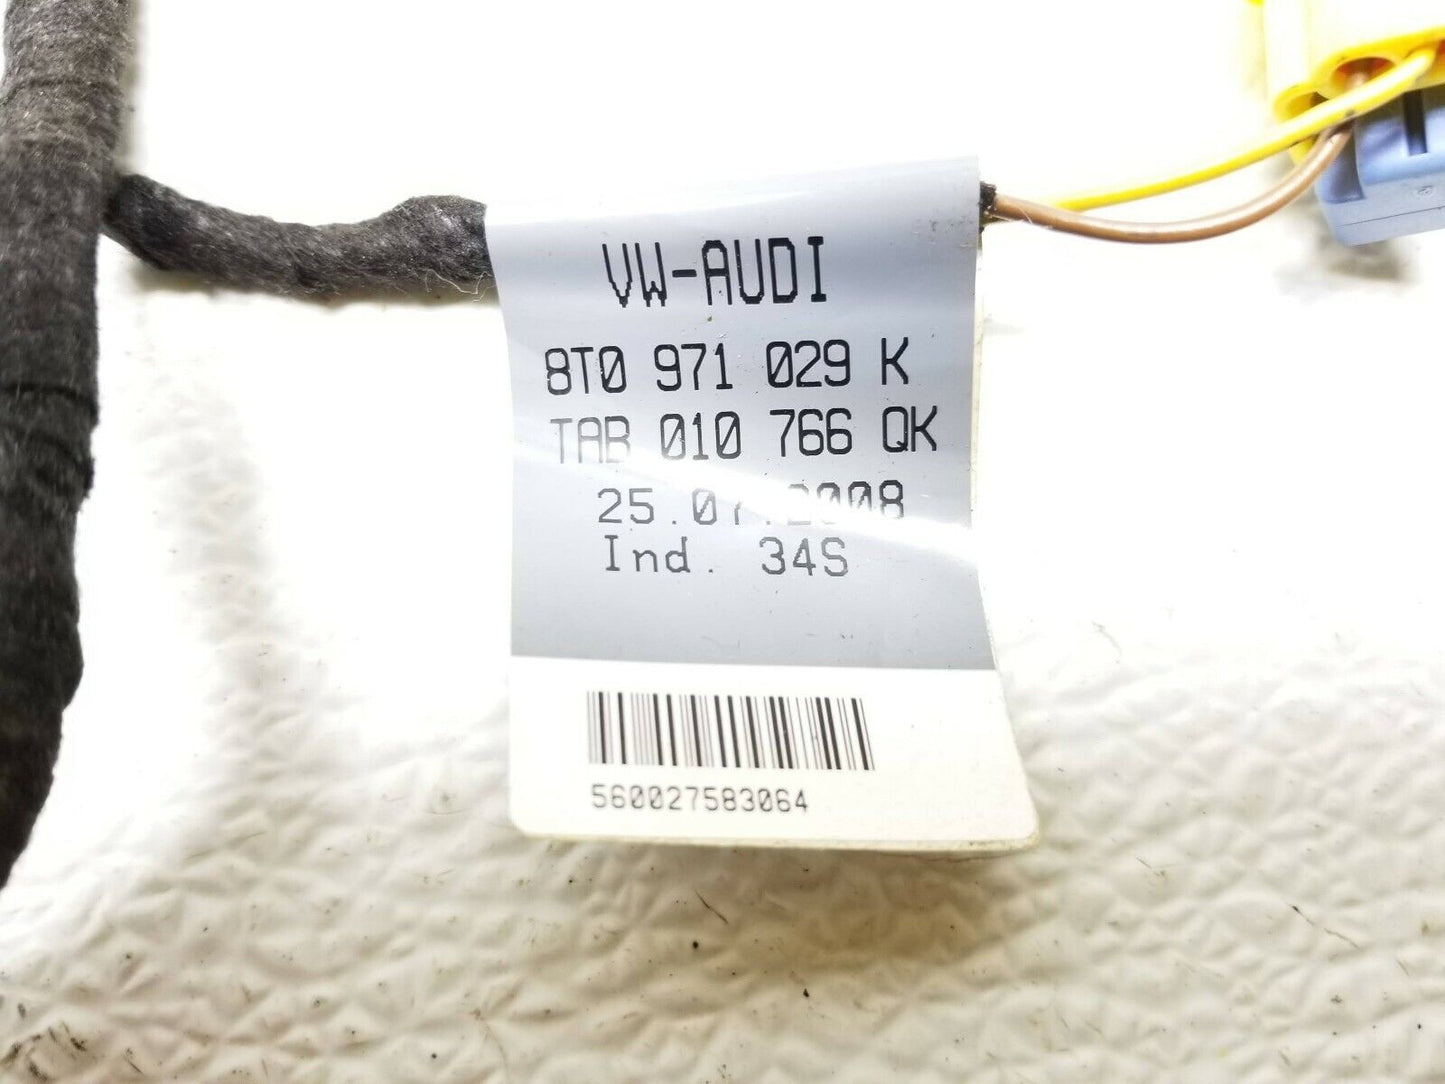 VW-AUDI
8T0 971 029 K
TAB 010 766 QK
25.07.2008
Ind. 34S
560027583064